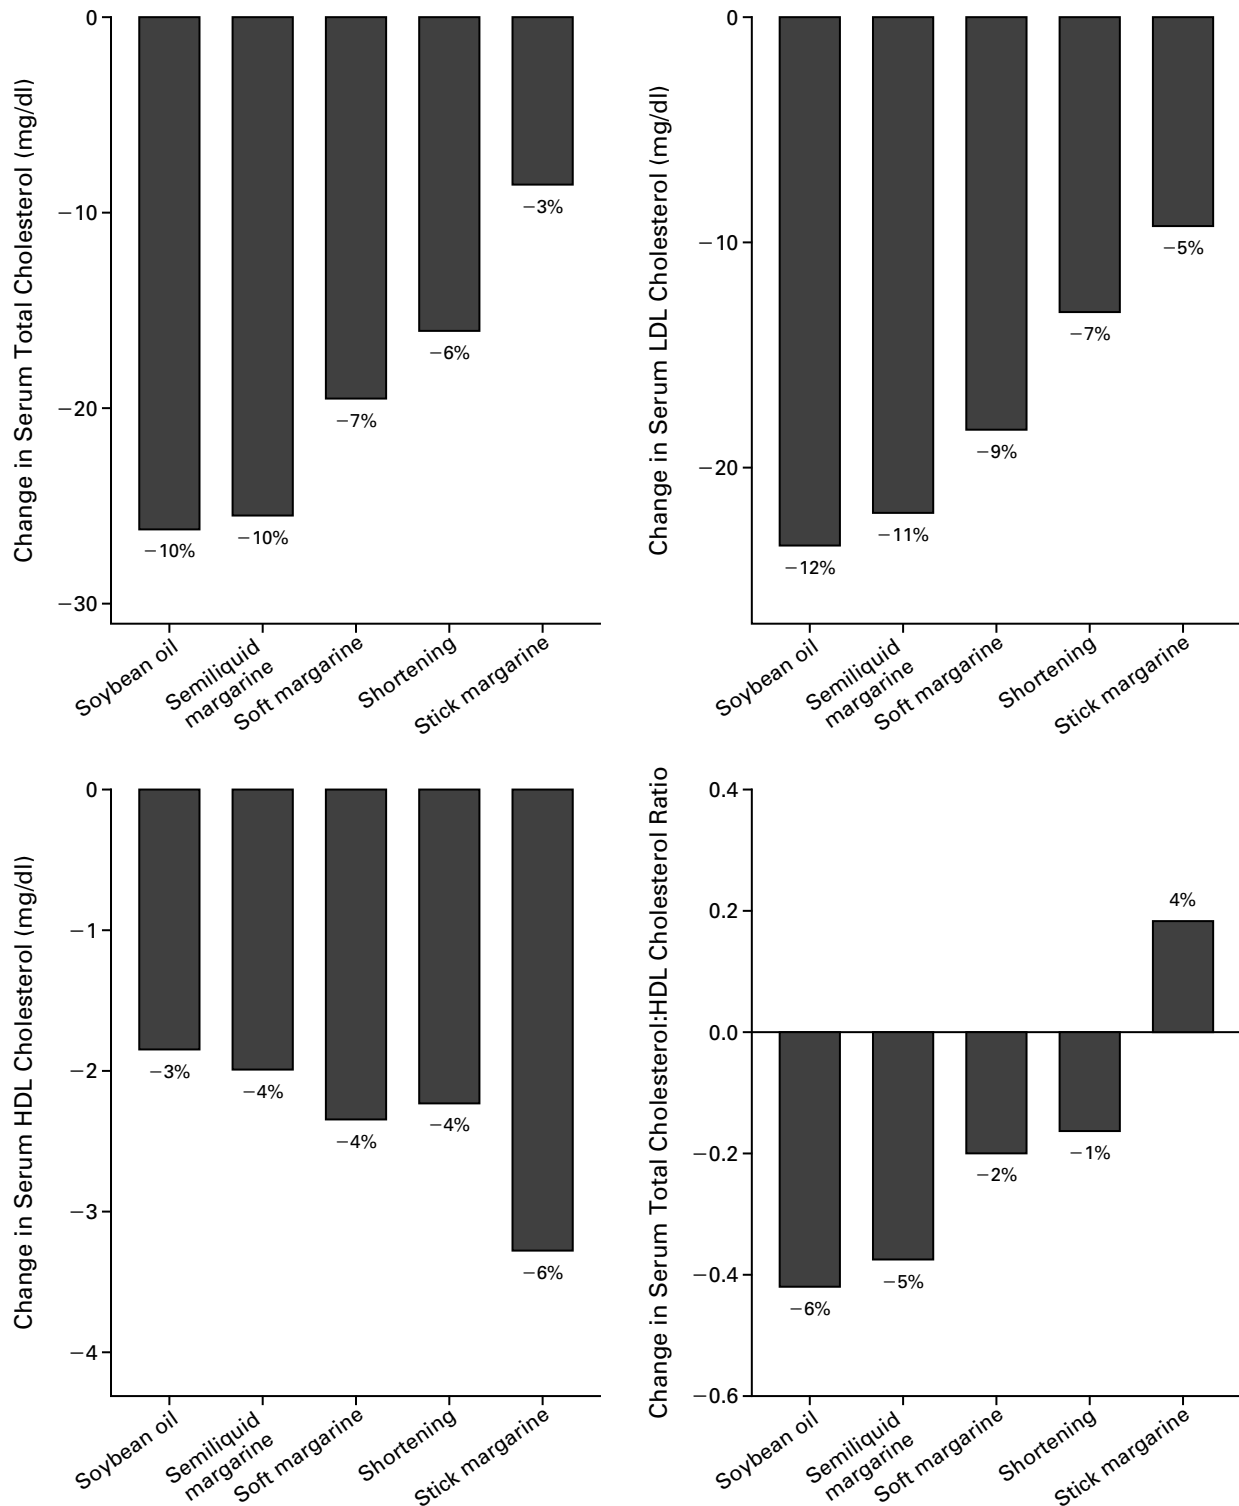 Change in Serum Total Cholesterol (mg/dl)
0
−10
−20
−30
−10%
−10%
−7%
−6%
−3%
Soybean oil
Semiliquid
margarine
Soft margarine
Shortening
Stick margarine
Change in Serum LDL Cholesterol (mg/dl)
0
−10
−20
−12%
−11%
−9%
−7%
−5%
Soybean oil
Semiliquid
margarine
Soft margarine
Shortening
Stick margarine
Change in Serum HDL Cholesterol (mg/dl)
0
−1
−2
−3
−4
−3%
−4%
−4%
−4%
−6%
Soybean oil
Semiliquid
margarine
Soft margarine
Shortening
Stick margarine
Change in Serum Total Cholesterol:HDL Cholesterol Ratio
0.4
0.2
0.0
−0.2
−0.4
−0.6
−6%
−5%
−2%
−1%
4%
Soybean oil
Semiliquid
margarine
Soft margarine
Shortening
Stick margarine